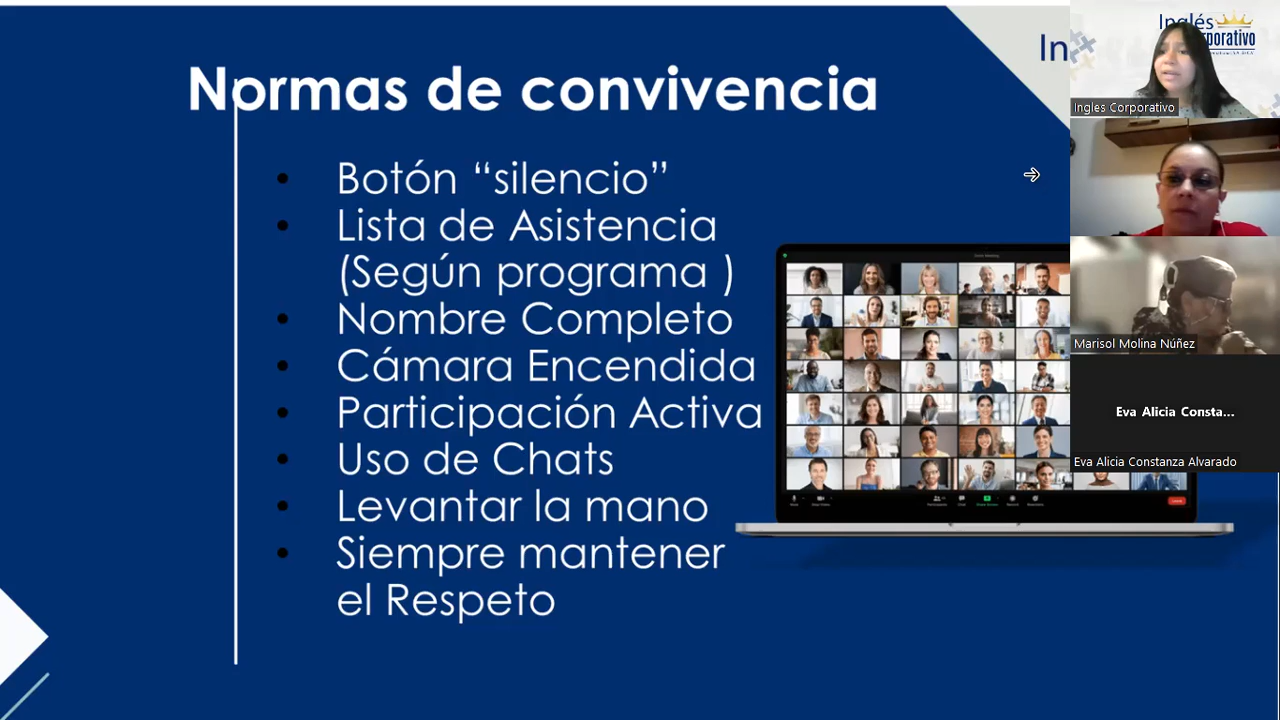 Normas de convivencia
Botón “silencio”
Lista de Asistencia
(Según programa )
Nombre Completo
Cámara Encendida
Participación Activa
Uso de Chats
Levantar la mano
Siempre mantener
el Respeto
In
Inglés
Ingles Corporativo
Marisol Molina Núñez
Eva Alicia Consta...
Eva Alicia Constanza Alvarado